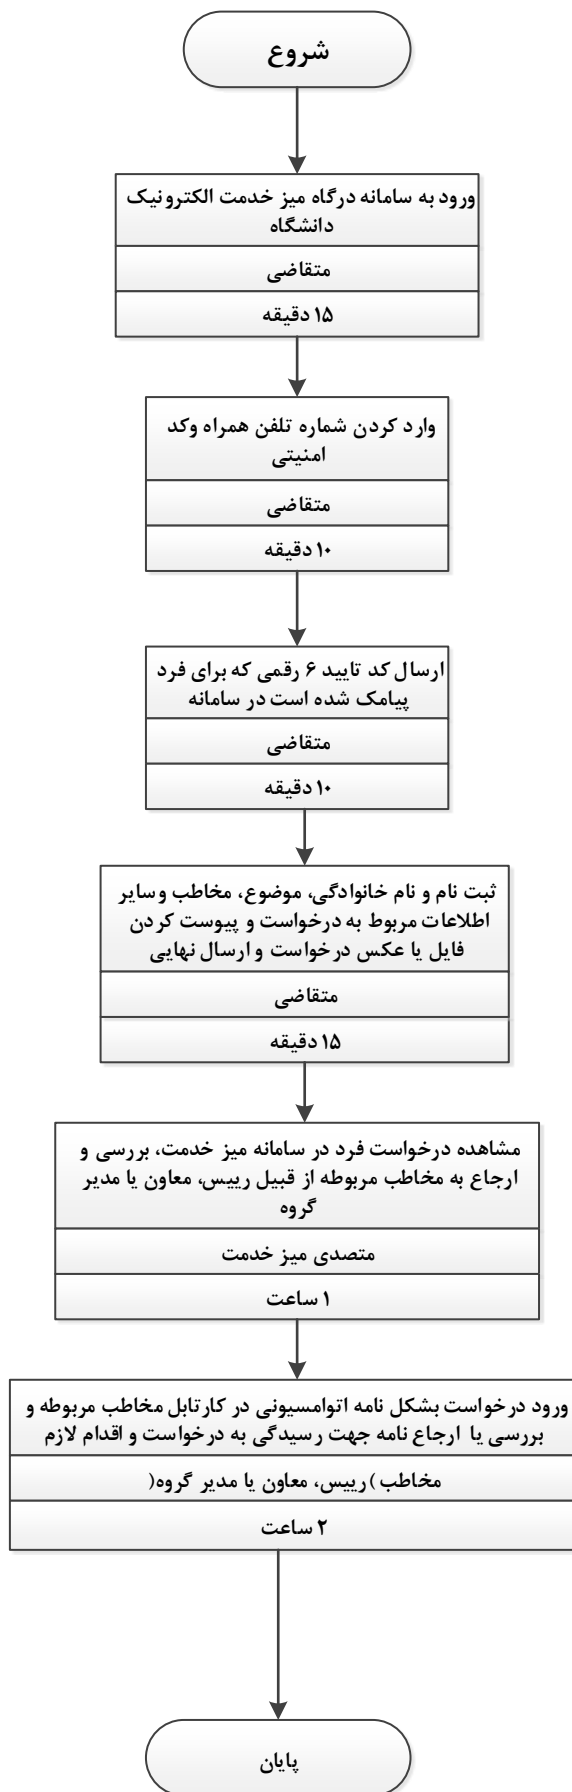 شروع
ورود به سامانه درگاه میز خدمت الکترونیک
دانشگاه
متقاضی
۱۵ دقیقه
وارد کردن شماره تلفن همراه وکد
امنیتی
متقاضی
۱۰ دقیقه
ارسال کد تایید ۶ رقمی که برای فرد
پیامک شده است در سامانه
متقاضی
۱۰ دقیقه
ثبت نام و نام خانوادگی، موضوع، مخاطب وسایر
اطلاعات مربوط به درخواست و پیوست کردن
فایل یا عکس درخواست و ارسال نهایی
متقاضی
۱۵ دقیقه
مشاهده درخواست فرد در سامانه میز خدمت، بررسی و
ارجاع به مخاطب مربوطه از قبیل رییس، معاون یا مدیر
گروه
متصدی میز خدمت
۱ ساعت
ورود درخواست بشکل نامه اتوامسیونی در کارتابل مخاطب مربوطه و
بررسی یا ارجاع نامه جهت رسیدگی به درخواست و اقدام لازم
مخاطب )رییس، معاون یا مدیر گروه(
۲ ساعت
پایان